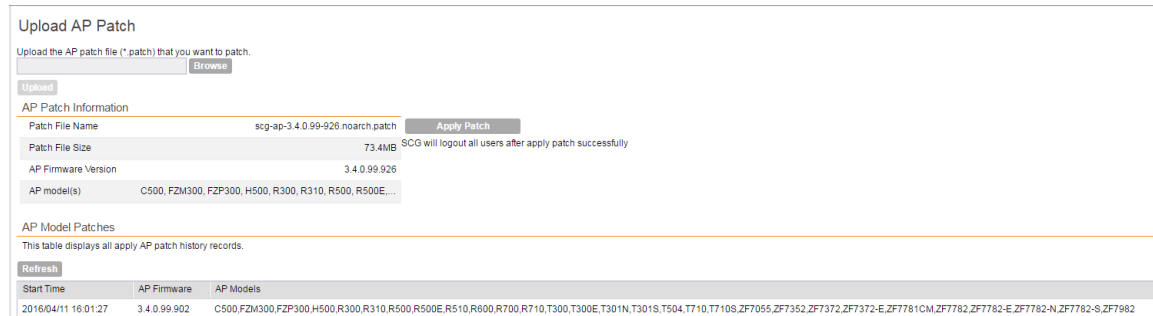 Upload AP Patch
Upload the AP patch file (*.patch) that you want to patch.
Browse
Upload
AP Patch Information
Patch File Name scg-ap-3.4.0.99-926.noarch.patch Apply Patch
Patch File Size 73.4MB SCG will logout all users after apply patch successfully
AP Firmware Version 3.4.0.99.926
AP model(s) C500, FZM300, FZP300, H500, R300, R310, R500, R500E,...
AP Model Patches
This table displays all apply AP patch history records.
Refresh
Start Time AP Firmware AP Models
2016/04/11 16:01:27 3.4.0.99.902 C500,FZM300,FZP300,H500,R300,R310,R500,R500E,R510,R600,R700,R710,T300,T300E,T301N,T301S,T504,T710,T710S,ZF7055,ZF7352,ZF7372,ZF7372-E,ZF7781CM,ZF7782,ZF7782-E,ZF7782-N,ZF7782-S,ZF7982